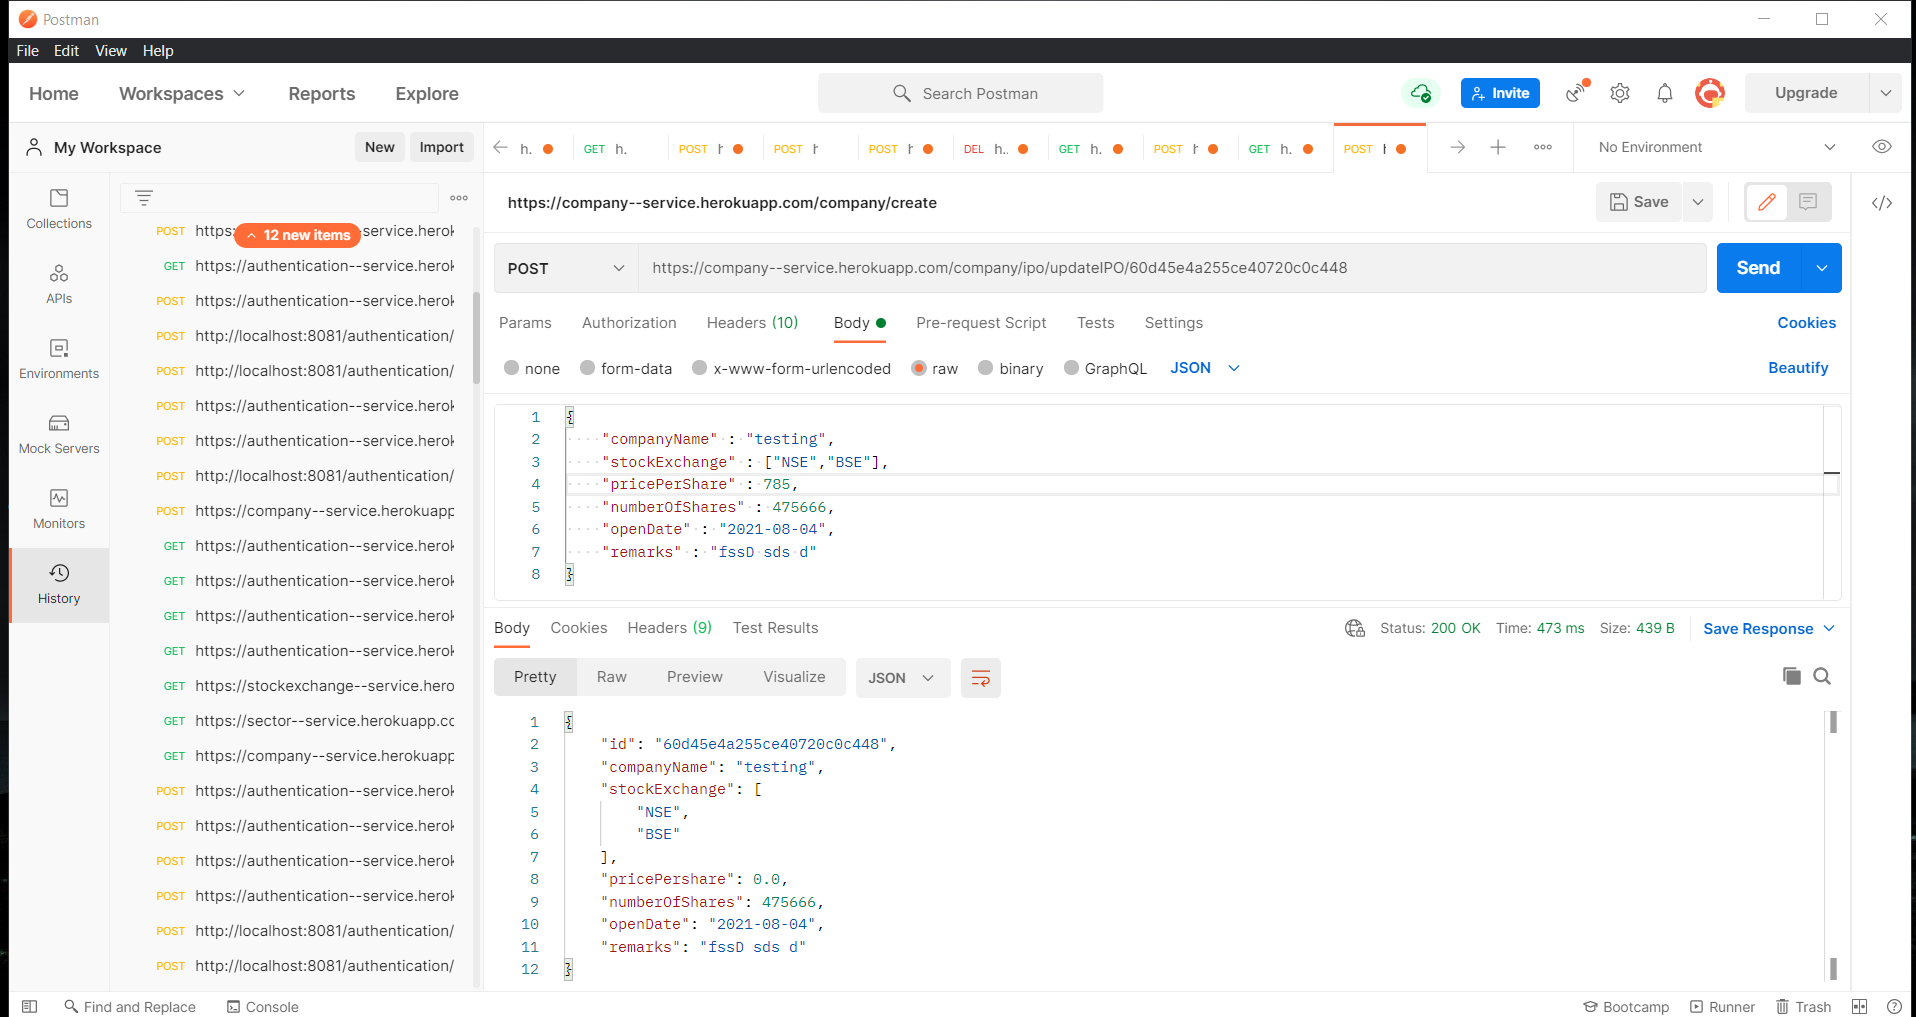 Postman
File Edit View Help
Home Workspaces Reports Explore Search Postman Invite Upgrade
My Workspace New Import
h. GET h. POST POST POST DEL h.. GET h. POST GET h. POST No Environment
Collections
APIs
Environments
Mock Servers
Monitors
History
12 new items
POST https:
GET https://authentication--service.herok
POST https://authentication--service.herok
POST http://localhost:8081/authentication/
POST http://localhost:8081/authentication/
POST https://authentication--service.herok
POST https://authentication--service.herok
POST http://localhost:8081/authentication/
POST https://company--service.herokuapp
GET https://authentication--service.herok
GET https://authentication--service.herok
GET https://authentication--service.herok
GET https://authentication--service.herok
GET https://stockexchange--service.hero
GET https://sector--service.herokuapp.cc
GET https://company--service.herokuapp
POST https://authentication--service.herok
POST https://authentication--service.herok
POST https://authentication--service.herok
POST https://authentication--service.herok
POST http://localhost:8081/authentication/
POST http://localhost:8081/authentication/
https://company--service.herokuapp.com/company/create Save
POST https://company--service.herokuapp.com/company/ipo/updateIPO/60d45e4a255ce40720c0c448 Send
Params Authorization Headers (10) Body Pre-request Script Tests Settings Cookies
none form-data x-www-form-urlencoded raw binary GraphQL JSON Beautify
1 {
2 "companyName" : "testing",
3 "stockExchange" : ["NSE","BSE"],
4 "pricePerShare" : 785,
5 "numberOfShares" : 475666,
6 "openDate" : "2021-08-04",
7 "remarks" : "fssD sds d"
8 }
Body Cookies Headers (9) Test Results Status: 200 OK Time: 473 ms Size: 439 B Save Response
Pretty Raw Preview Visualize JSON
1 {
2 "id": "60d45e4a255ce40720c0c448",
3 "companyName": "testing",
4 "stockExchange": [
5 "NSE",
6 "BSE"
7 ],
8 "pricePershare": 0.0,
9 "numberOfShares": 475666,
10 "openDate": "2021-08-04",
11 "remarks": "fssD sds d"
12 }
Find and Replace Console Bootcamp Runner Trash